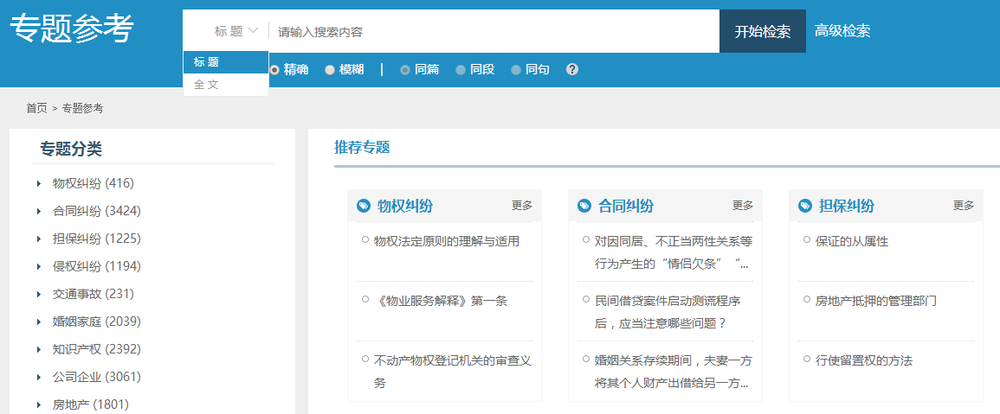 专题参考
标 题
请输入搜索内容
开始检索
高级检索
标 题
全 文
精确
模糊
同篇
同段
同句
?
首页 > 专题参考
专题分类
物权纠纷 (416)
合同纠纷 (3424)
担保纠纷 (1225)
侵权纠纷 (1194)
交通事故 (231)
婚姻家庭 (2039)
知识产权 (2392)
公司企业 (3061)
房地产 (1801)
推荐专题
物权纠纷
更多
物权法定原则的理解与适用
《物业服务解释》第一条
不动产物权登记机关的审查义
务
合同纠纷
更多
对因同居、不正当两性关系等
行为产生的“情侣欠条” “...
民间借贷案件启动测谎程序
后，应当注意哪些问题？
婚姻关系存续期间，夫妻一方
将其个人财产出借给另一方...
担保纠纷
更多
保证的从属性
房地产抵押的管理部门
行使留置权的方法